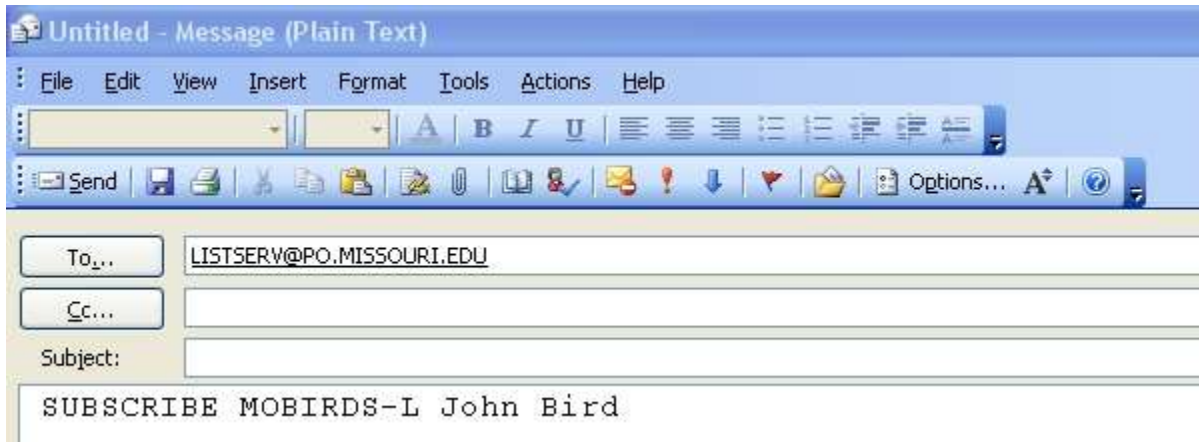 Untitled - Message (Plain Text)
File Edit View Insert Format Tools Actions Help
A B I U
Send Options... A
To... LISTSERV@PO.MISSOURI.EDU
Cc...
Subject:
SUBSCRIBE MOBIRDS-L John Bird